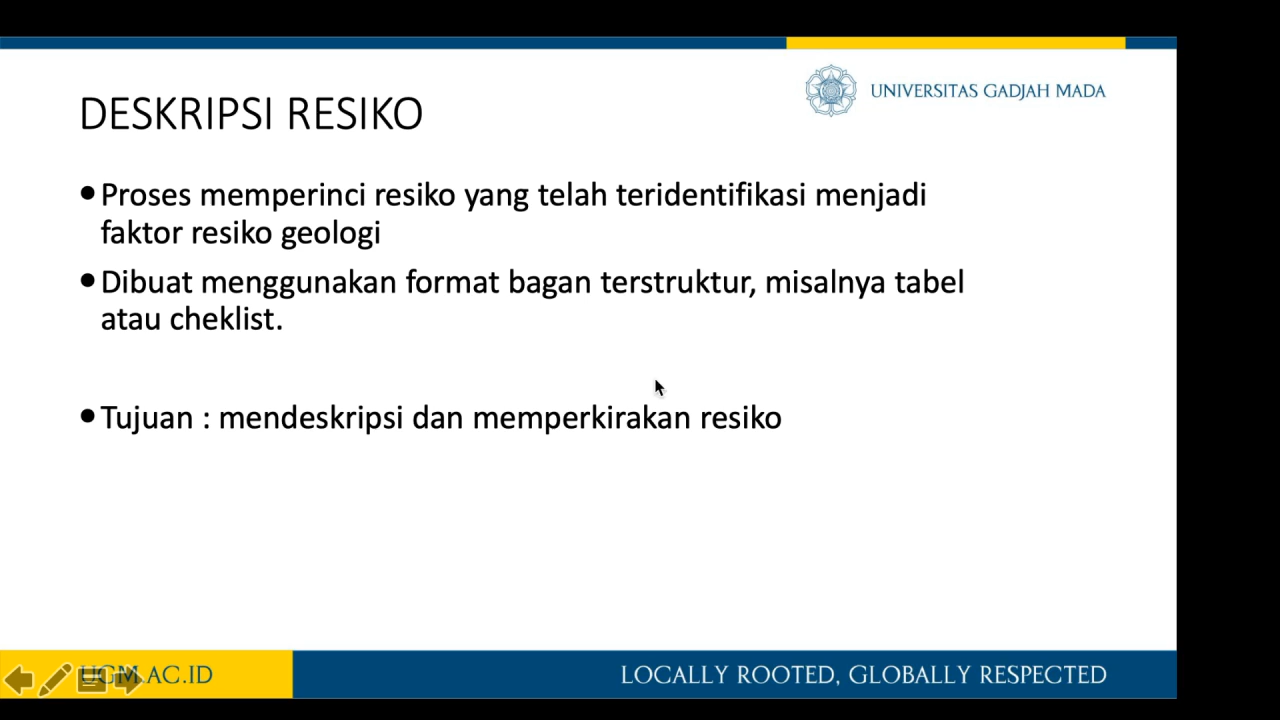 UNIVERSITAS GADJAH MADA
DESKRIPSI RESIKO
•Proses memperinci resiko yang telah teridentifikasi menjadi
faktor resiko geologi
•Dibuat menggunakan format bagan terstruktur, misalnya tabel
atau cheklist.
•Tujuan : mendeskripsi dan memperkirakan resiko
UGM.AC.ID
LOCALLY ROOTED, GLOBALLY RESPECTED